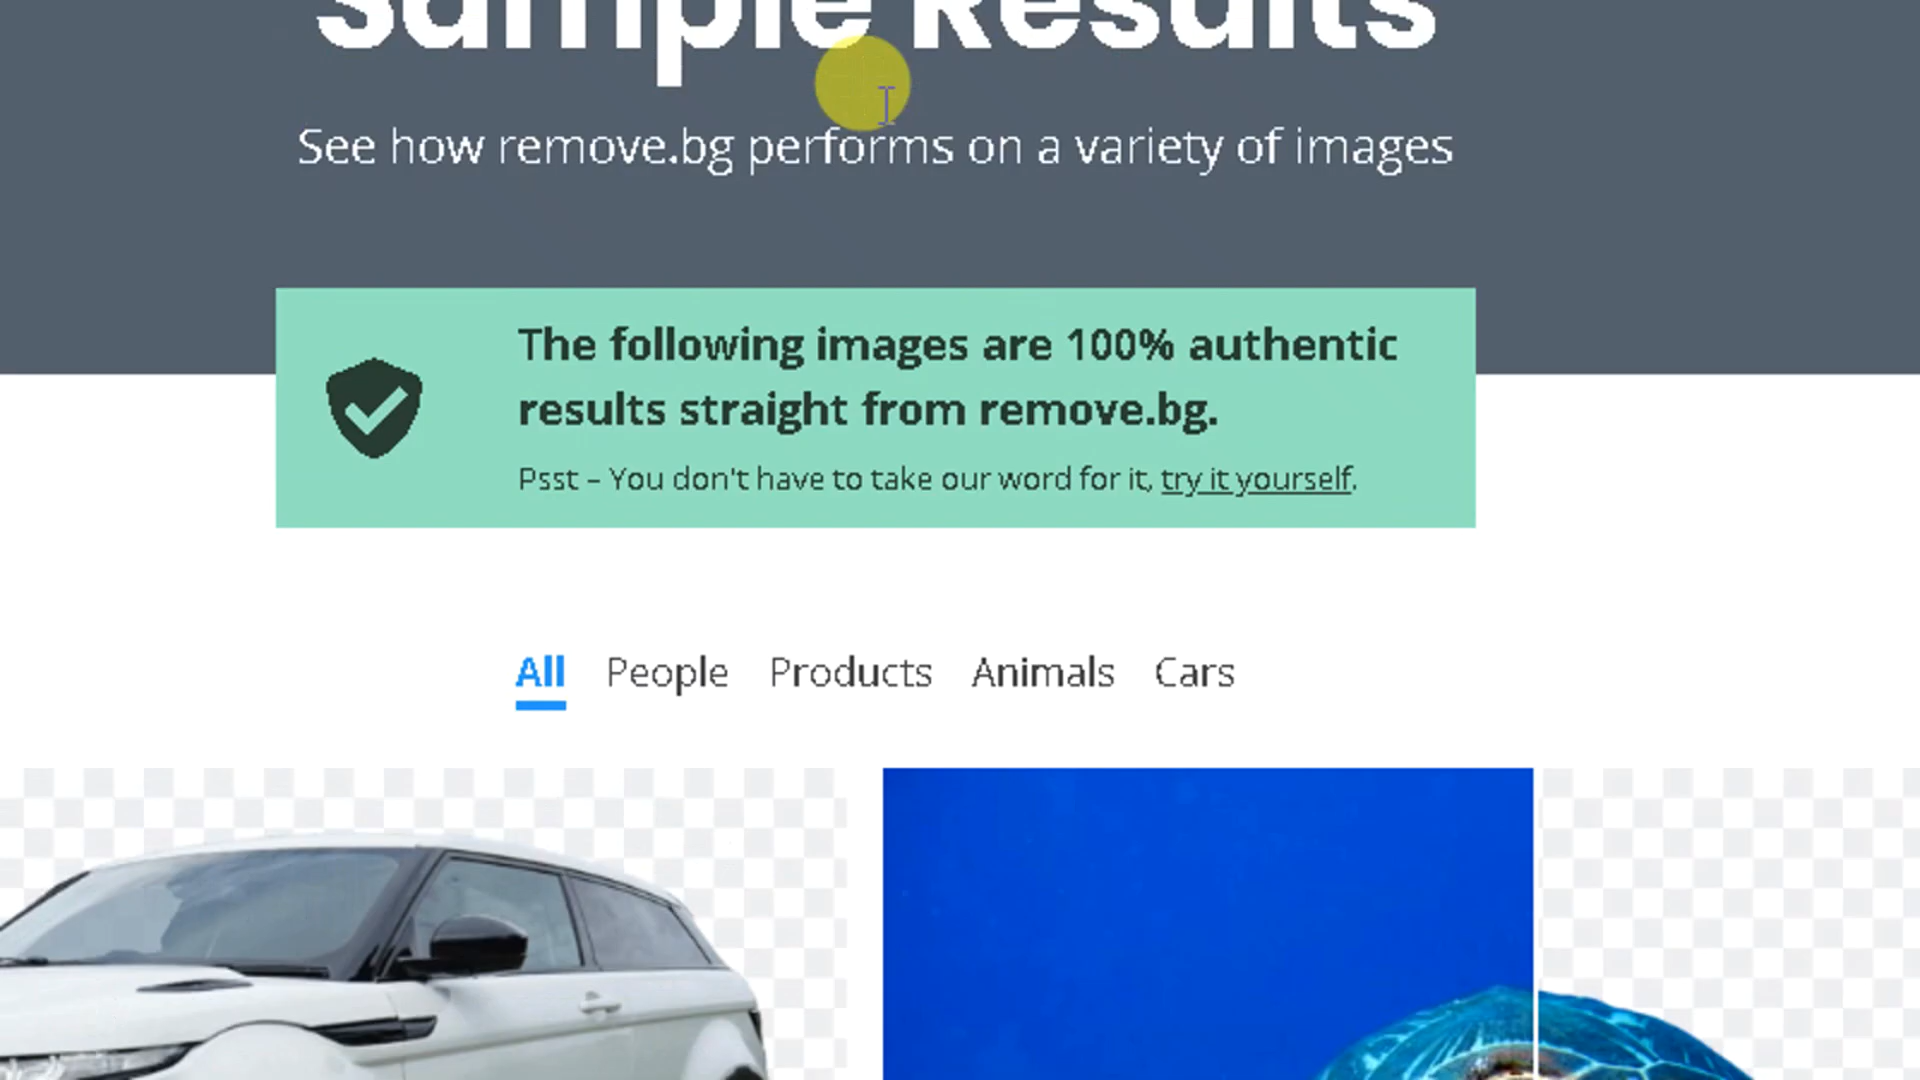 Sample Results
See how remove.bg performs on a variety of images
The following images are 100% authentic
results straight from remove.bg.
Psst – You don't have to take our word for it, try it yourself.
All People Products Animals Cars